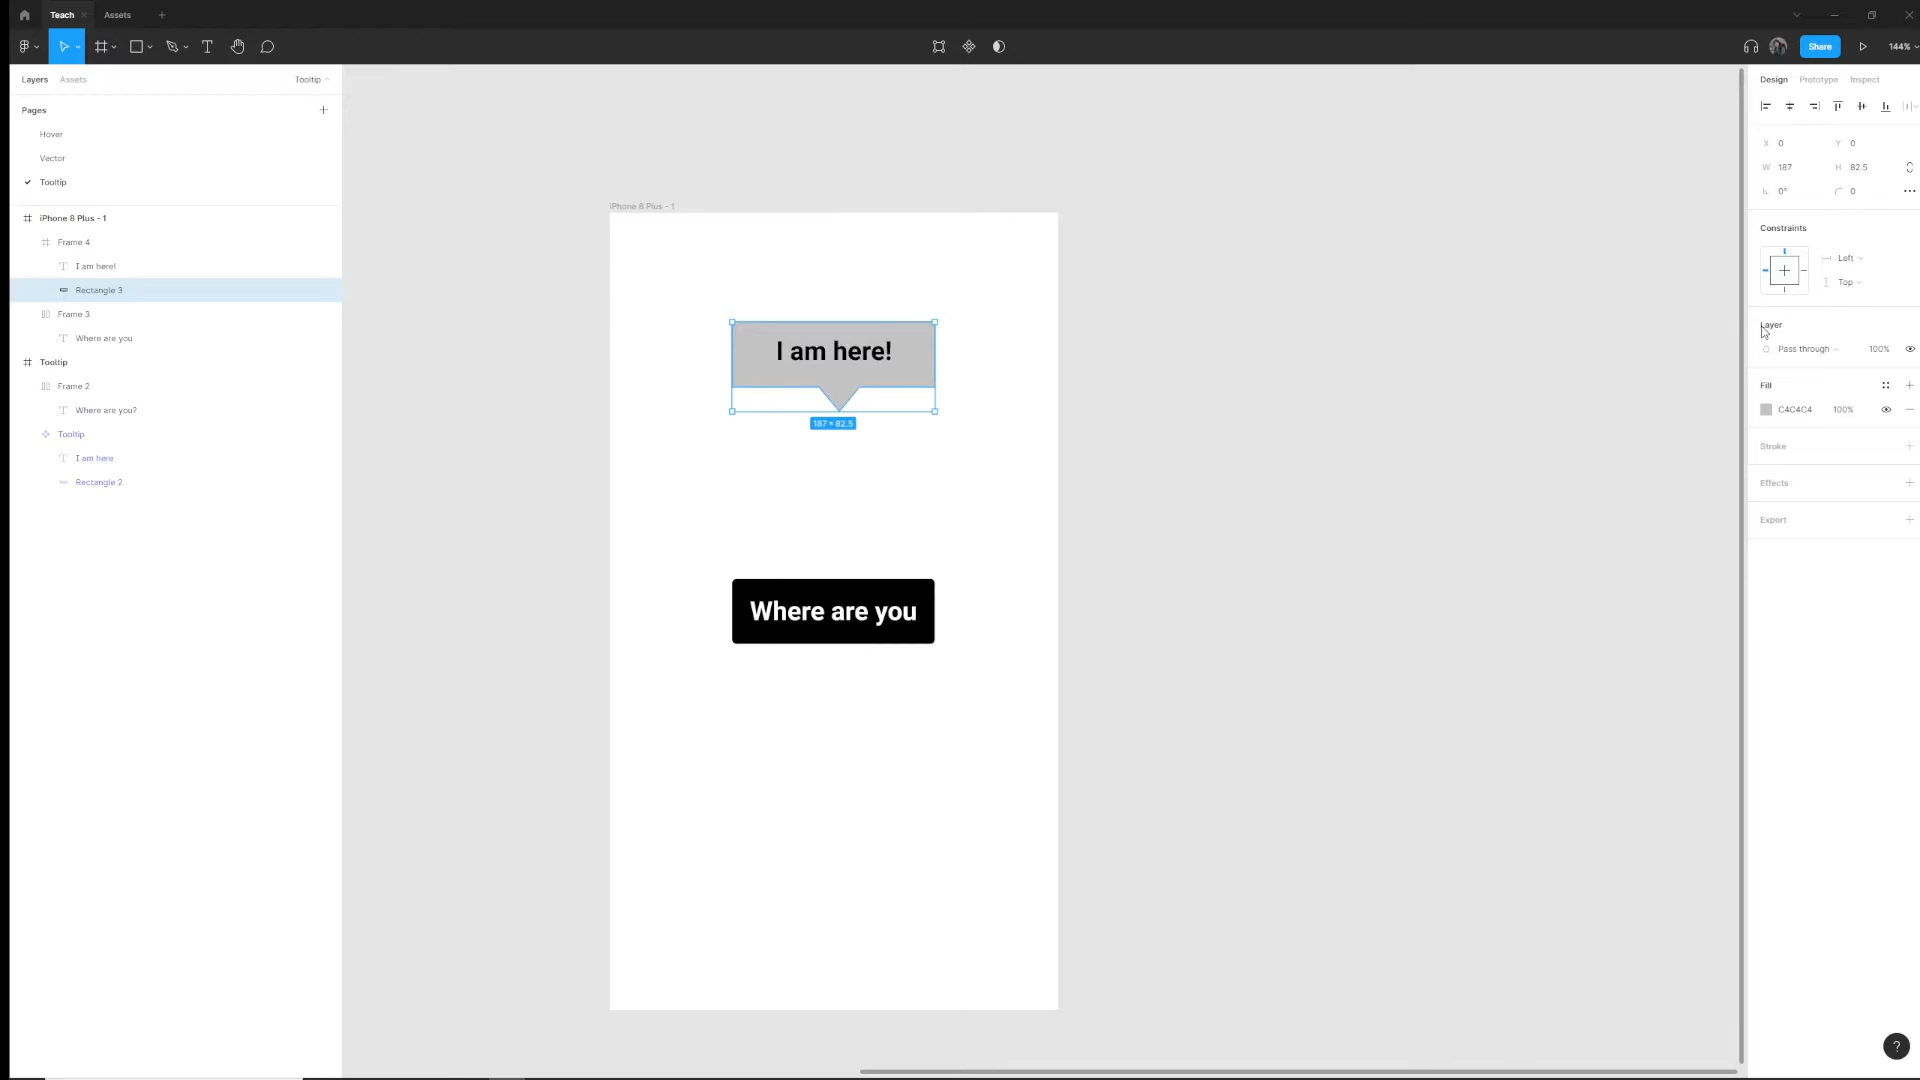 Teach
Assets
Share
144%
Layers
Assets
Tooltip
Pages
Hover
Vector
Tooltip
iPhone 8 Plus - 1
Frame 4
I am here!
Rectangle 3
Frame 3
Where are you
Tooltip
Frame 2
Where are you?
Tooltip
I am here
Rectangle 2
iPhone 8 Plus - 1
I am here!
187 × 82.5
Where are you
Design
Prototype
Inspect
X 0
Y 0
W 187
H 82.5
0°
0
Constraints
Left
Top
Layer
Pass through
100%
Fill
C4C4C4
100%
Stroke
Effects
Export
?